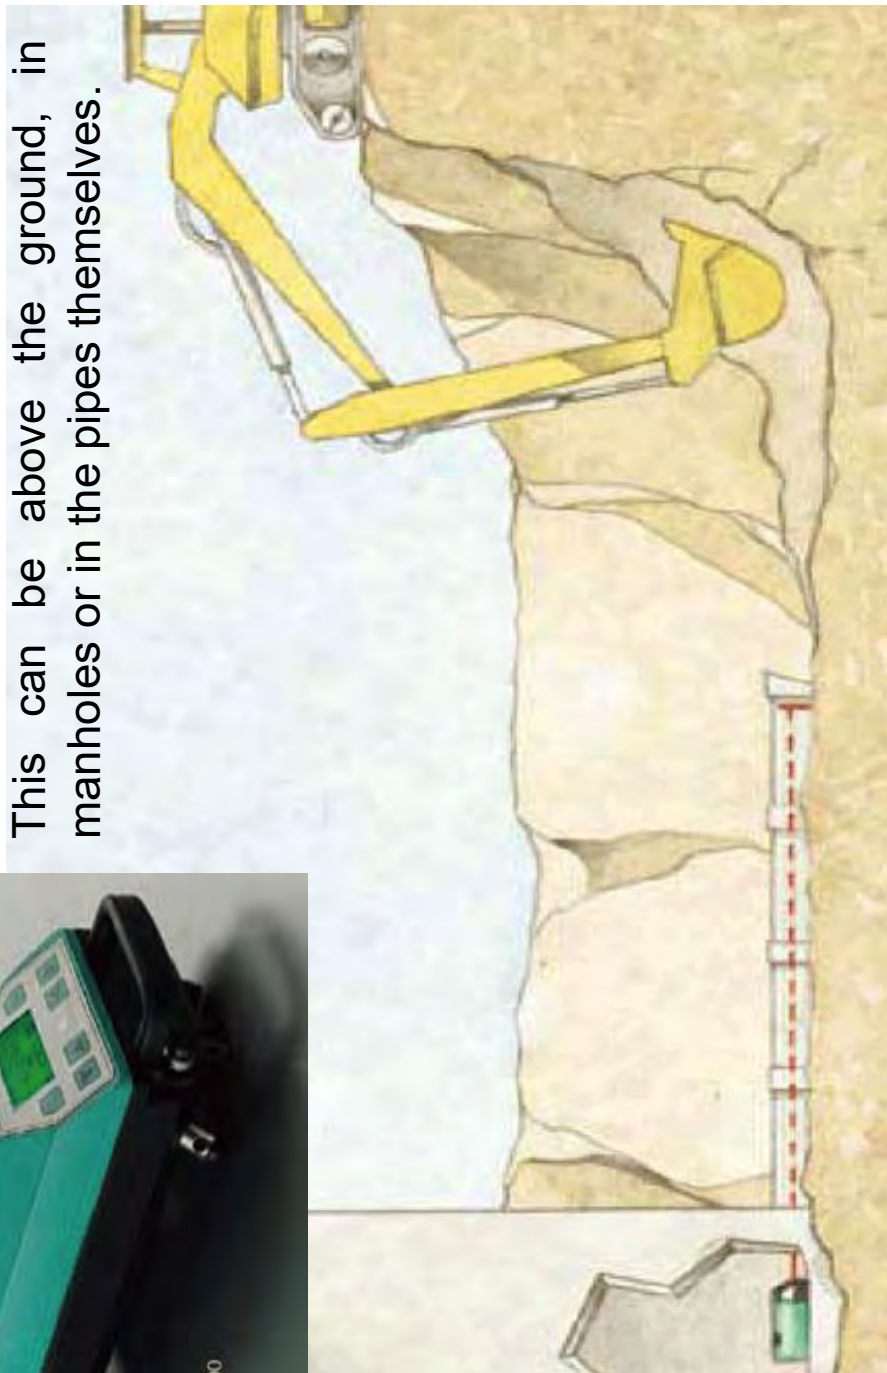 This can be above the ground, in
manholes or in the pipes themselves.